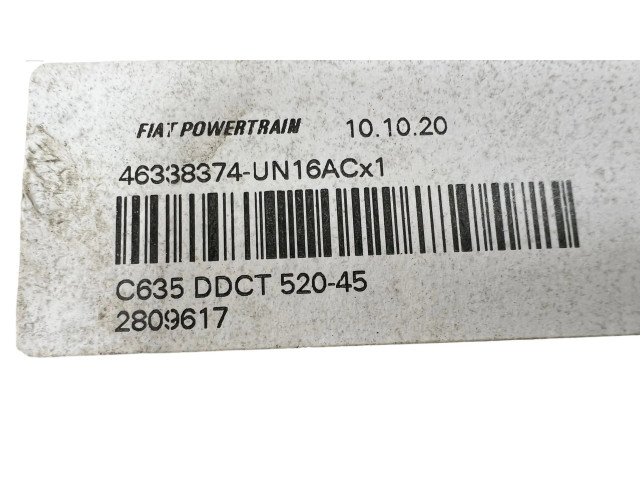 FIAT POWERTRAIN 10.10.20
46338374-UN16ACx1
C635 DDCT 520-45
2809617